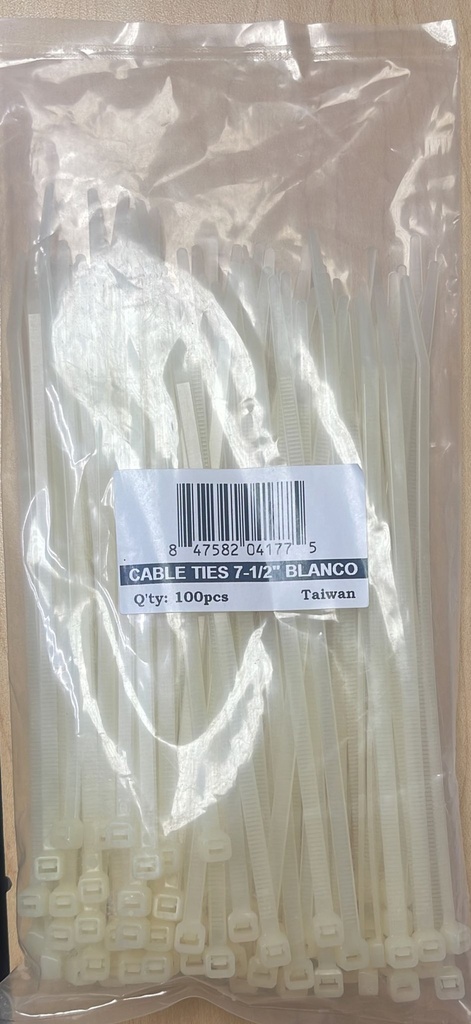 8 47582 04177 5
CABLE TIES 7-1/2" BLANCO
Q'ty: 100pcs Taiwan